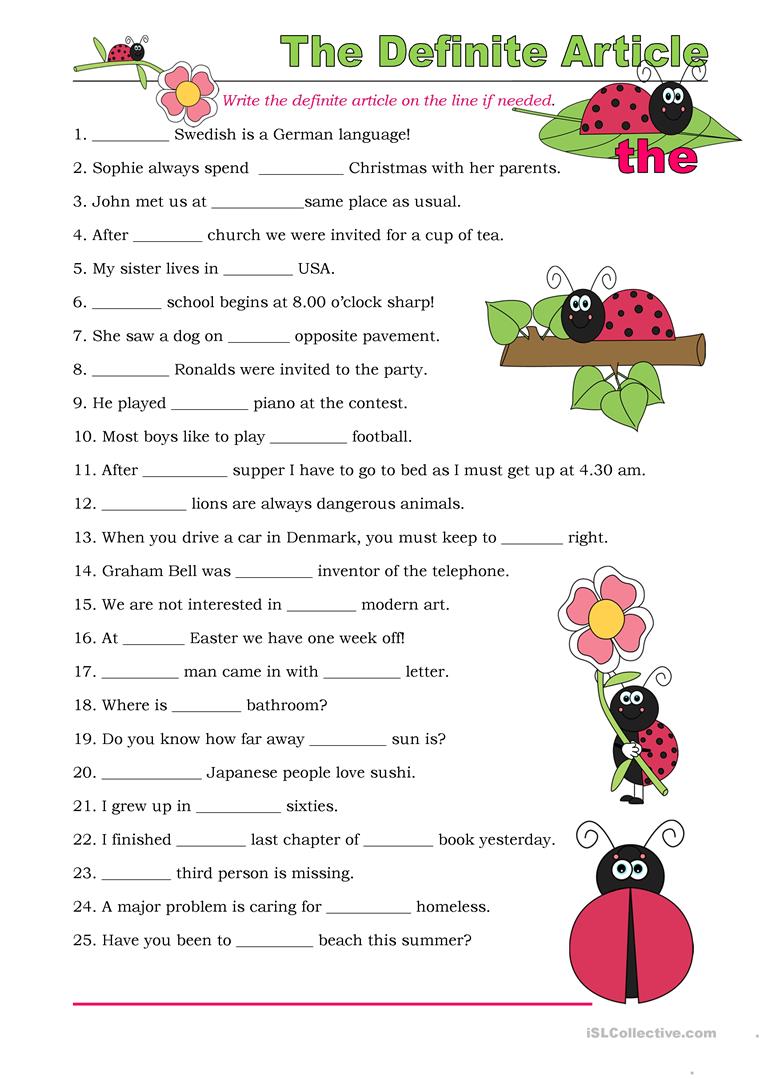 The Definite Article
Write the definite article on the line if needed.
the
1. __________ Swedish is a German language!
2. Sophie always spend ___________ Christmas with her parents.
3. John met us at ____________same place as usual.
4. After _________ church we were invited for a cup of tea.
5. My sister lives in _________ USA.
6. _________ school begins at 8.00 o’clock sharp!
7. She saw a dog on ________ opposite pavement.
8. __________ Ronalds were invited to the party.
9. He played __________ piano at the contest.
10. Most boys like to play __________ football.
11. After ___________ supper I have to go to bed as I must get up at 4.30 am.
12. ___________ lions are always dangerous animals.
13. When you drive a car in Denmark, you must keep to ________ right.
14. Graham Bell was __________ inventor of the telephone.
15. We are not interested in _________ modern art.
16. At ________ Easter we have one week off!
17. __________ man came in with __________ letter.
18. Where is _________ bathroom?
19. Do you know how far away __________ sun is?
20. _____________ Japanese people love sushi.
21. I grew up in ___________ sixties.
22. I finished _________ last chapter of _________ book yesterday.
23. _________ third person is missing.
24. A major problem is caring for ___________ homeless.
25. Have you been to __________ beach this summer?
iSLCollective.com